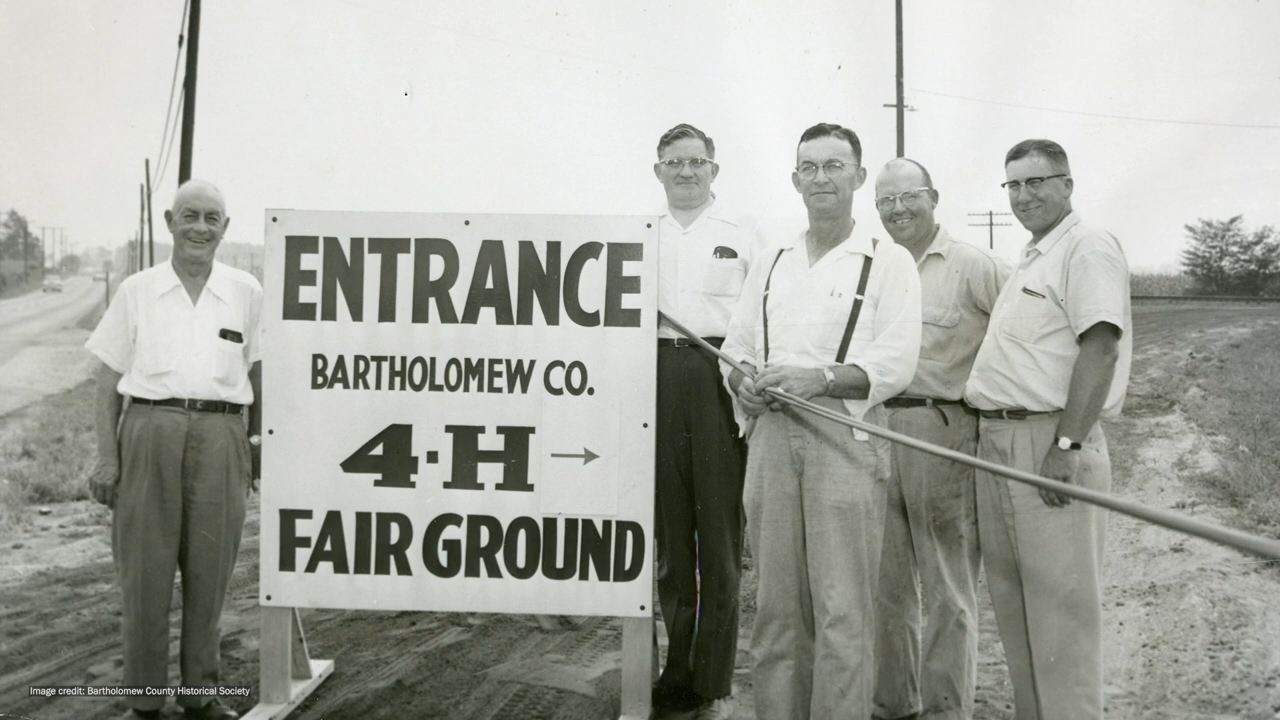 ENTRANCE
BARTHOLOMEW CO.
4-H →
FAIR GROUND
Image credit: Bartholomew County Historical Society